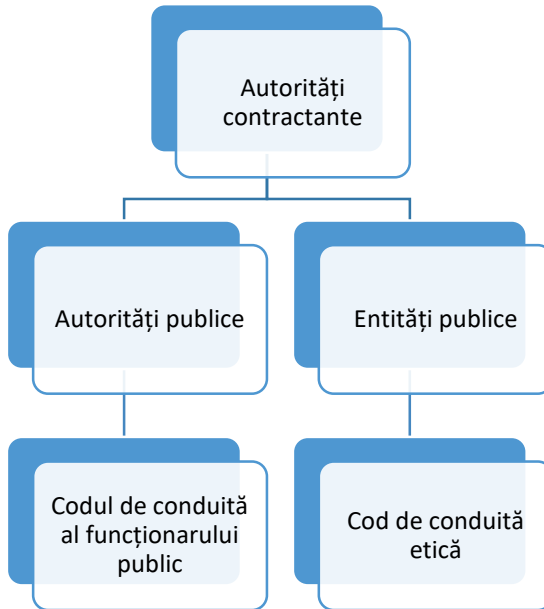 Autorități
contractante
Autorități publice
Entități publice
Codul de conduită
al funcționarului
public
Cod de conduită
etică